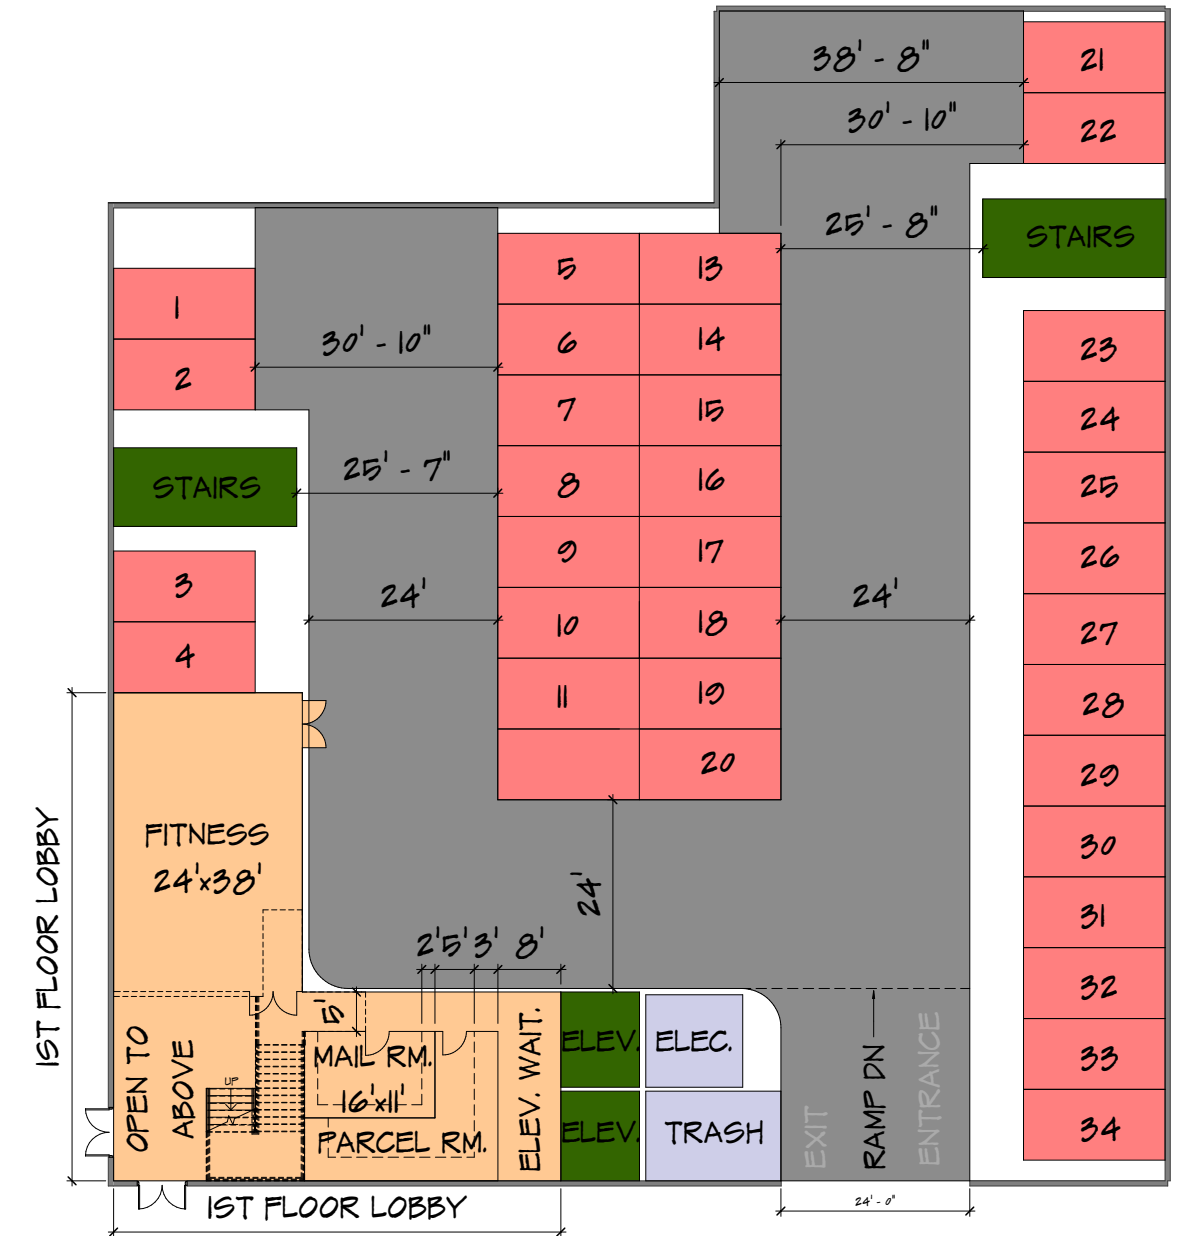 38' - 8"
21
30' - 10"
22
25' - 8"
STAIRS
5
13
1
30' - 10"
6
14
23
2
7
15
24
25' - 7"
STAIRS
8
16
25
9
17
26
3
24'
10
18
24'
27
4
11
19
28
20
29
FITNESS
24'x38'
30
1ST FLOOR LOBBY
24'
31
2'
5'
3'
8'
32
5'
OPEN TO
ABOVE
UP
MAIL RM.
16'x11'
PARCEL RM.
ELEV. WAIT.
ELEV.
ELEC.
EXIT
RAMP DN
ENTRANCE
33
ELEV.
TRASH
34
1ST FLOOR LOBBY
24' - 0"